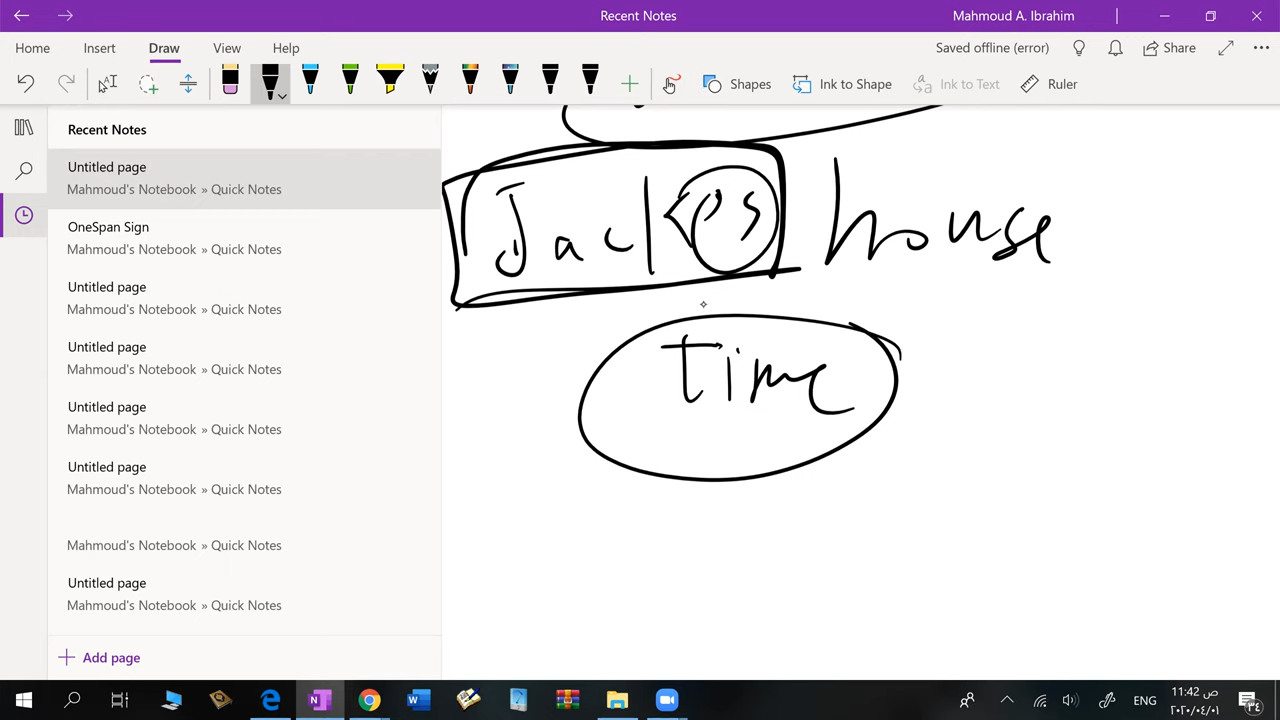 Recent Notes
Mahmoud A. Ibrahim
Home Insert Draw View Help
Saved offline (error)
Share
Shapes
Ink to Shape
Ink to Text
Ruler
Recent Notes
Untitled page
Mahmoud's Notebook » Quick Notes
OneSpan Sign
Mahmoud's Notebook » Quick Notes
Untitled page
Mahmoud's Notebook » Quick Notes
Untitled page
Mahmoud's Notebook » Quick Notes
Untitled page
Mahmoud's Notebook » Quick Notes
Untitled page
Mahmoud's Notebook » Quick Notes
Mahmoud's Notebook » Quick Notes
Untitled page
Mahmoud's Notebook » Quick Notes
Add page
Jack's house
time
ENG
11:42 ص
٢٠٢٠/٠٤/٠١
٣٤